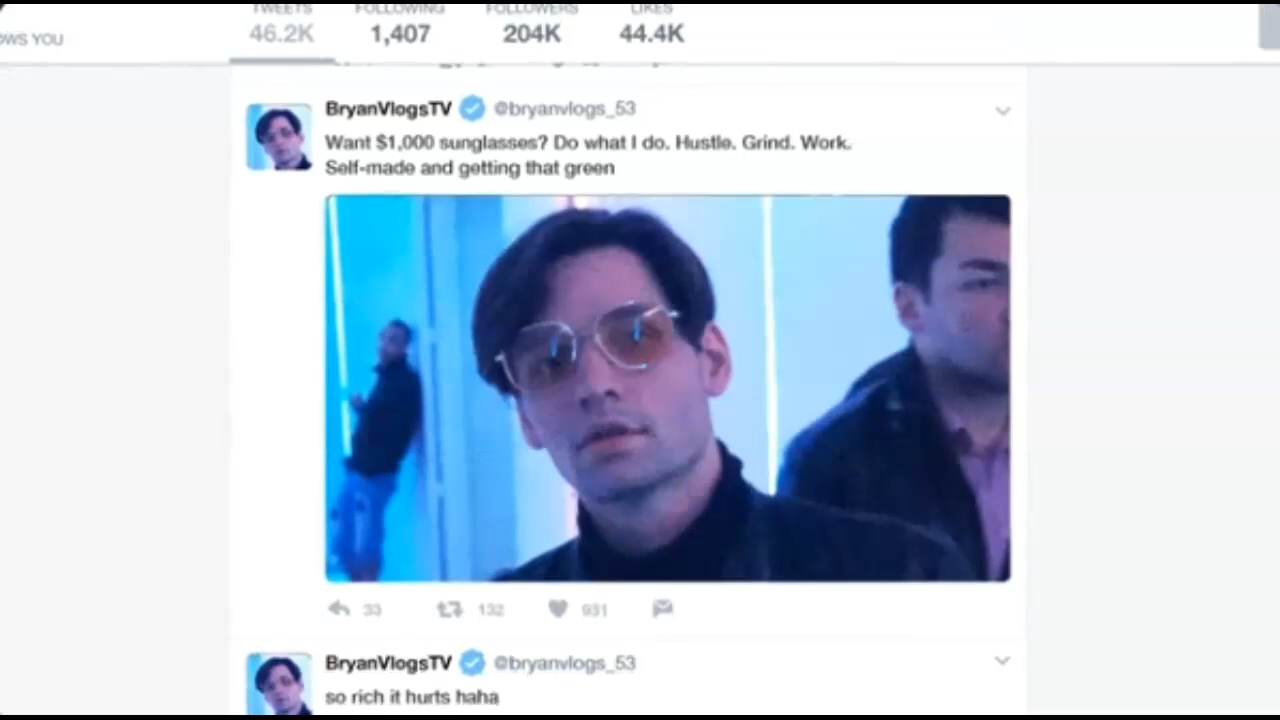 TWEETS FOLLOWING FOLLOWERS LIKES
OWS YOU 46.2K 1,407 204K 44.4K
BryanVlogsTV @bryanvlogs_53
Want $1,000 sunglasses? Do what I do. Hustle. Grind. Work.
Self-made and getting that green
33 132 931
BryanVlogsTV @bryanvlogs_53
so rich it hurts haha